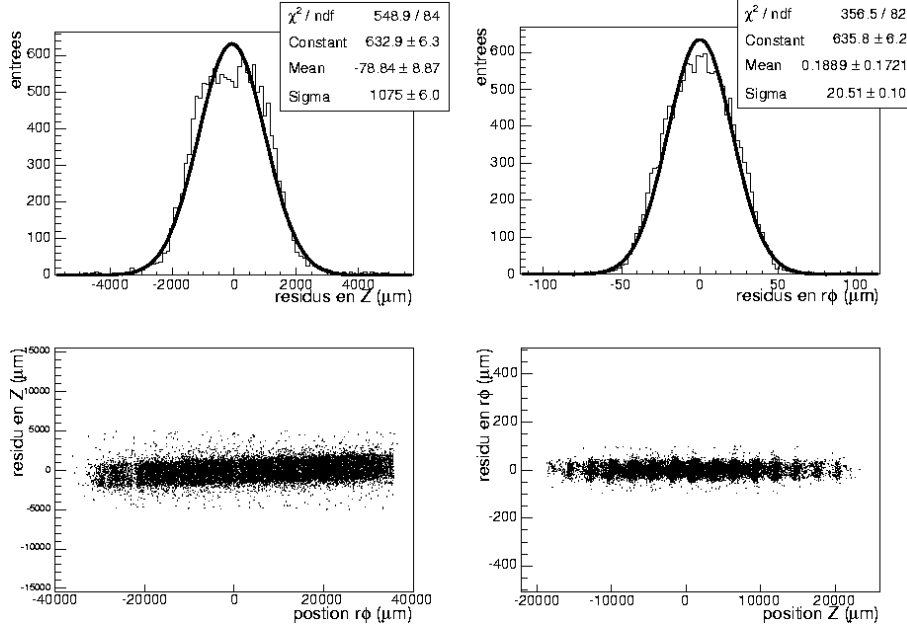 χ² / ndf 548.9 / 84
Constant 632.9 ± 6.3
Mean -78.84 ± 8.87
Sigma 1075 ± 6.0
entrees
600
500
400
300
200
100
0
-4000 -2000 0 2000 4000
residus en Z (μm)
χ² / ndf 356.5 / 82
Constant 635.8 ± 6.2
Mean 0.1889 ± 0.1721
Sigma 20.51 ± 0.10
entrees
600
500
400
300
200
100
0
-100 -50 0 50 100
residus en rϕ (μm)
residu en Z (μm)
15000
10000
5000
0
-5000
-10000
-15000
-40000 -20000 0 20000 40000
postion rϕ (μm)
residu en rϕ (μm)
400
200
0
-200
-400
-20000 -10000 0 10000 20000
position Z (μm)